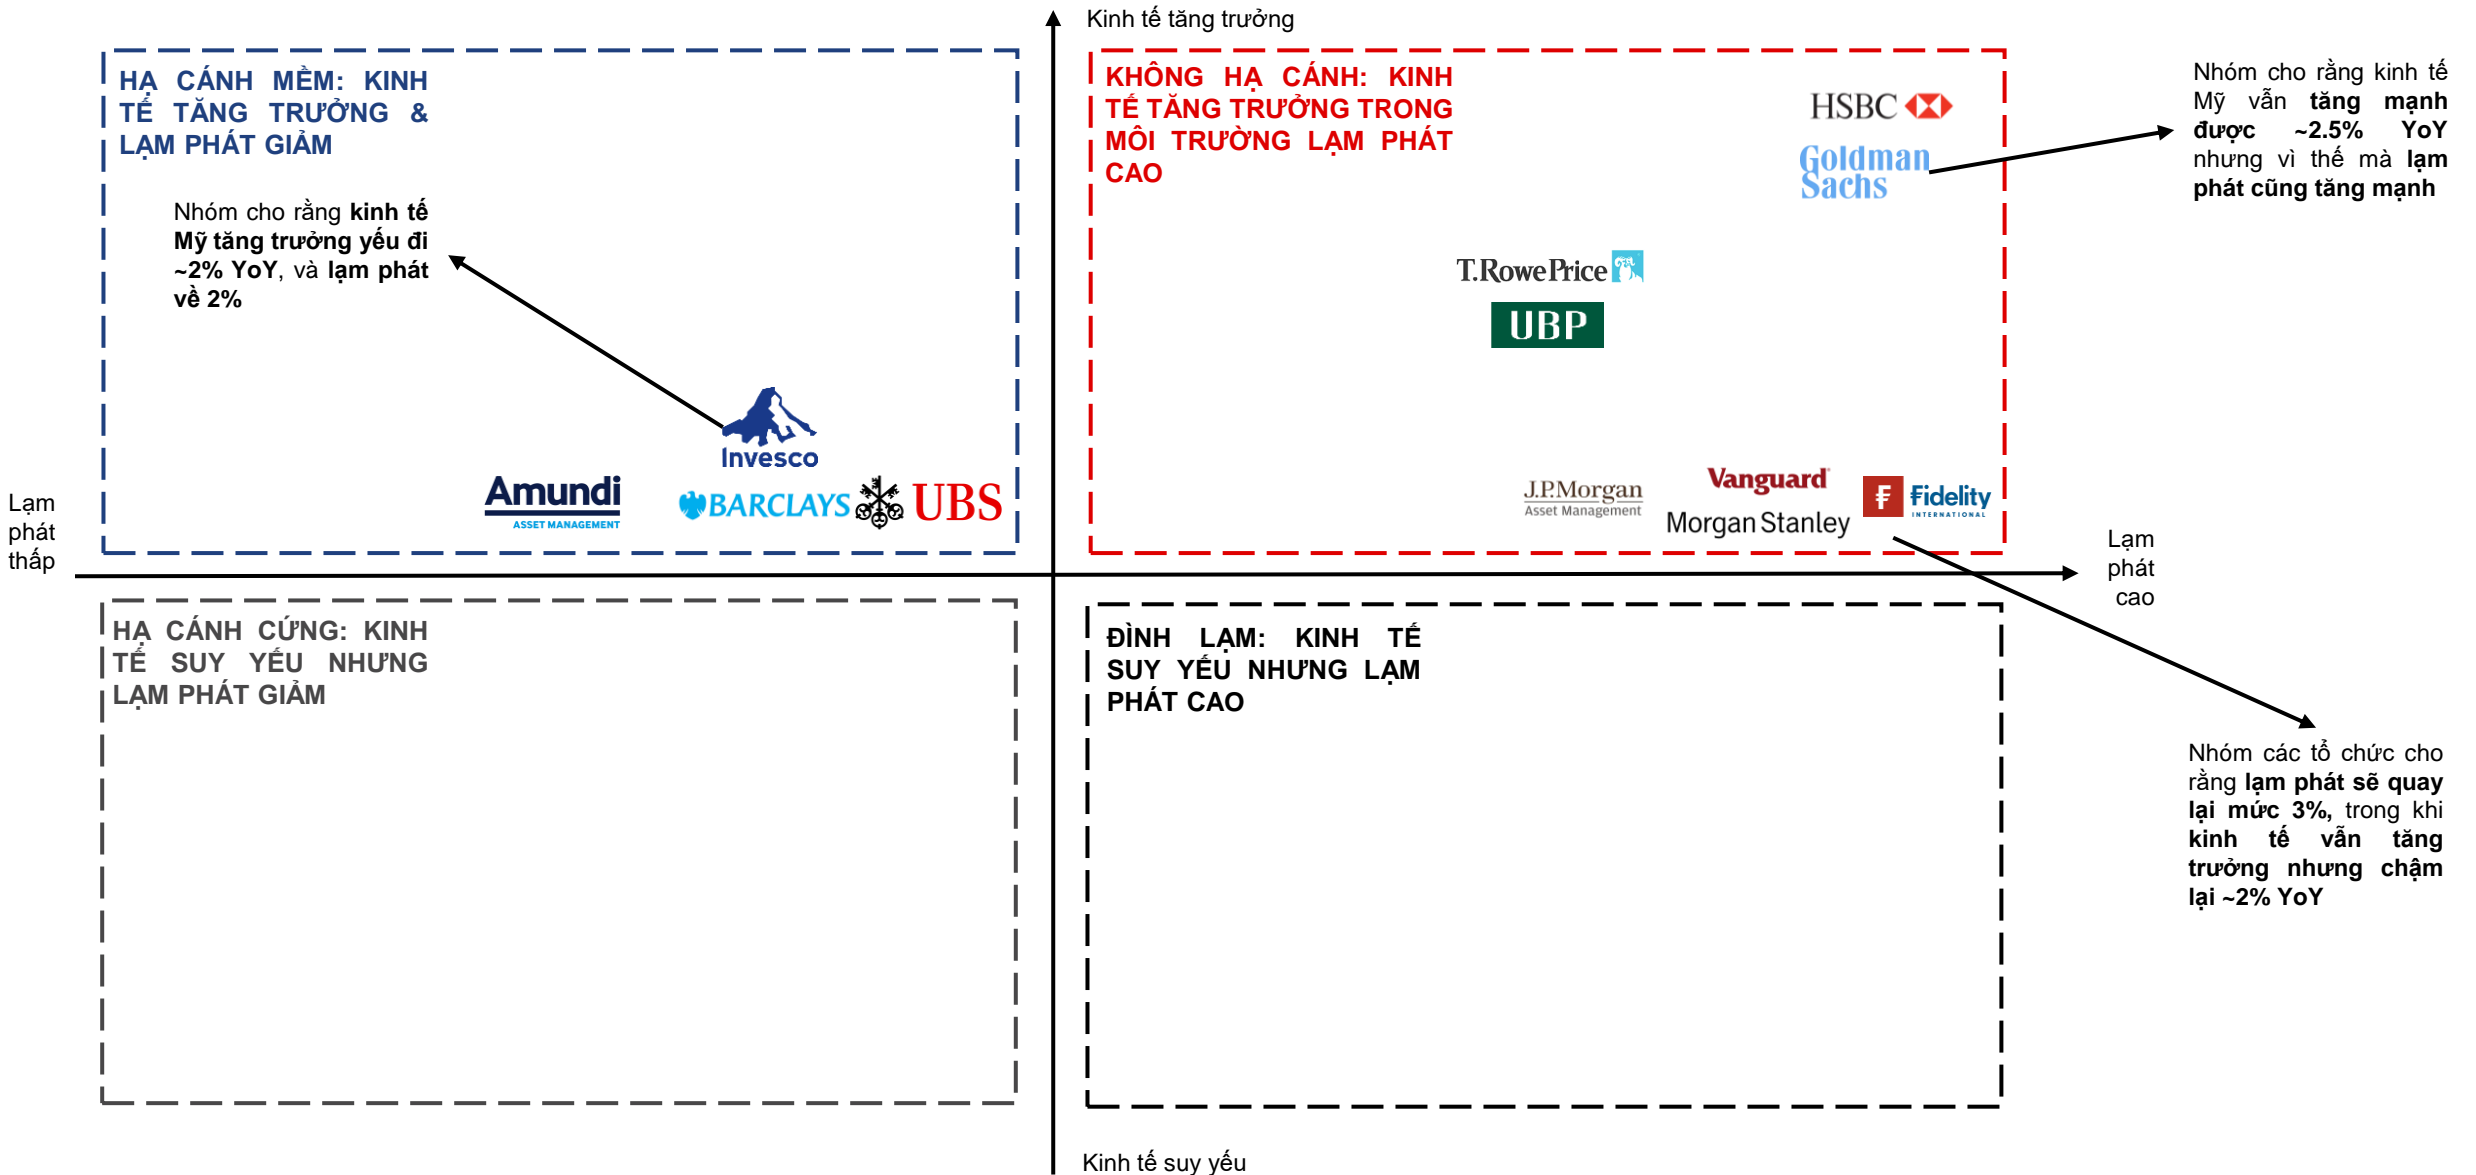 Kinh tế tăng trưởng
HẠ CÁNH MỀM: KINH
TẾ TĂNG TRƯỞNG &
LẠM PHÁT GIẢM
Nhóm cho rằng kinh tế
Mỹ tăng trưởng yếu đi
~2% YoY, và lạm phát
về 2%
Invesco
Amundi
ASSET MANAGEMENT
BARCLAYS
UBS
KHÔNG HẠ CÁNH: KINH
TẾ TĂNG TRƯỞNG TRONG
MÔI TRƯỜNG LẠM PHÁT
CAO
HSBC
Goldman
Sachs
T.RowePrice
UBP
J.P.Morgan
Asset Management
Vanguard
Morgan Stanley
Fidelity
INTERNATIONAL
Nhóm cho rằng kinh tế
Mỹ vẫn tăng mạnh
được ~2.5% YoY
nhưng vì thế mà lạm
phát cũng tăng mạnh
Lạm
phát
thấp
Lạm
phát
cao
HẠ CÁNH CỨNG: KINH
TẾ SUY YẾU NHƯNG
LẠM PHÁT GIẢM
ĐÌNH LẠM: KINH TẾ
SUY YẾU NHƯNG LẠM
PHÁT CAO
Nhóm các tổ chức cho
rằng lạm phát sẽ quay
lại mức 3%, trong khi
kinh tế vẫn tăng
trưởng nhưng chậm
lại ~2% YoY
Kinh tế suy yếu